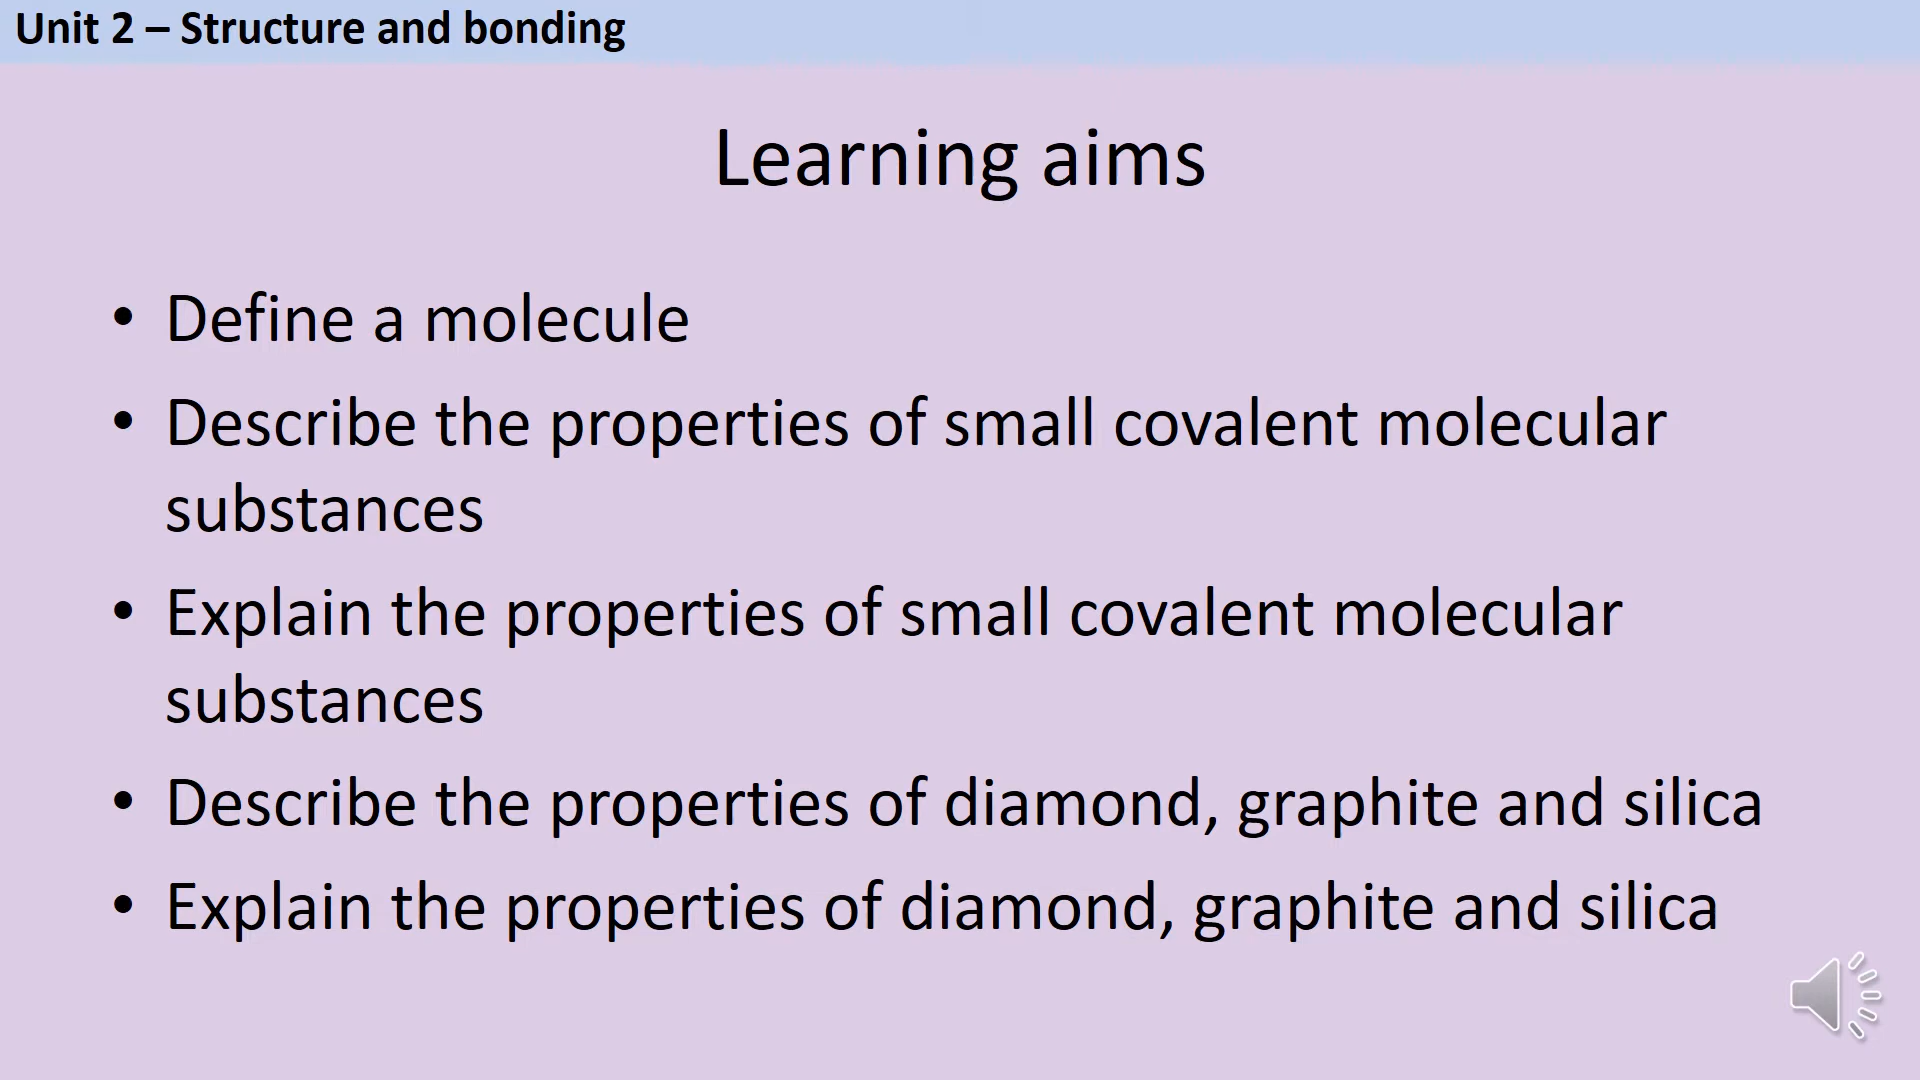 Unit 2 – Structure and bonding
Learning aims
• Define a molecule
• Describe the properties of small covalent molecular
substances
• Explain the properties of small covalent molecular
substances
• Describe the properties of diamond, graphite and silica
• Explain the properties of diamond, graphite and silica